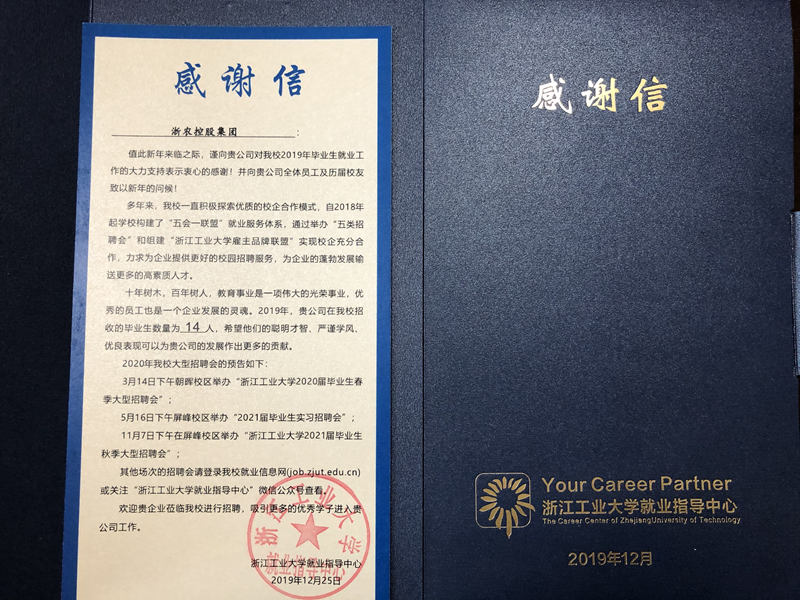 感谢信
浙农控股集团：
值此新年来临之际，谨向贵公司对我校2019年毕业生就业工
作的大力支持表示衷心的感谢！并向贵公司全体员工及历届校友
致以新年的问候！
多年来，我校一直积极探索优质的校企合作模式，自2018年
起学校构建了“五会一联盟”就业服务体系，通过举办“五类招
聘会”和组建“浙江工业大学雇主品牌联盟”实现校企充分合
作，力求为企业提供更好的校园招聘服务，为企业的蓬勃发展输
送更多的高素质人才。
十年树木，百年树人，教育事业是一项伟大的光荣事业，优
秀的员工也是一个企业发展的灵魂。2019年，贵公司在我校招
收的毕业生数量为 14 人，希望他们的聪明才智、严谨学风、
优良表现可以为贵公司的发展作出更多的贡献。
2020年我校大型招聘会的预告如下：
3月14日下午朝晖校区举办“浙江工业大学2020届毕业生春
季大型招聘会”；
5月16日下午屏峰校区举办“2021届毕业生实习招聘会”；
11月7日下午在屏峰校区举办“浙江工业大学2021届毕业生
秋季大型招聘会”；
其他场次的招聘会请登录我校就业信息网(job.zjut.edu.cn)
或关注“浙江工业大学就业指导中心”微信公众号查看。
欢迎贵企业莅临我校进行招聘，吸引更多的优秀学子进入贵
公司工作。
浙江工业大学就业指导中心
2019年12月25日
浙江工业大学
感谢信
Your Career Partner
浙江工业大学就业指导中心
The Career Center of ZhejiangUniversity of Technology
2019年12月